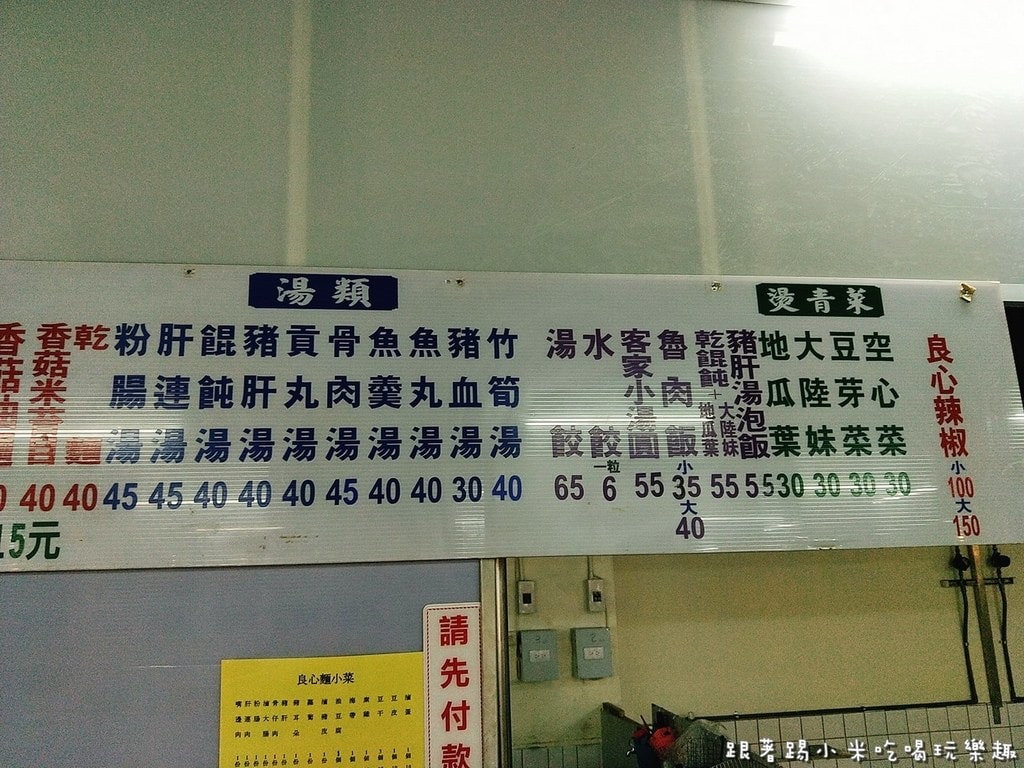 湯類
燙青菜
香菇油麵
香菇米苔目 40
乾麵 40
粉腸湯 45
肝連湯 45
餛飩湯 40
豬肝湯 40
貢丸湯 40
骨肉湯 45
魚羹湯 40
魚丸湯 40
豬血湯 30
竹筍湯 40
湯餃 65
水餃 一粒 6
客家小湯圓 55
魯肉飯 小 35 大 40
乾餛飩+地瓜葉 大陸妹 55
豬肝湯泡飯 55
地瓜葉 30
大陸妹 30
豆芽菜 30
空心菜 30
良心辣椒 小 100 大 150
15元
請先付款
良心麵小菜
跟著踢小米吃喝玩樂趣